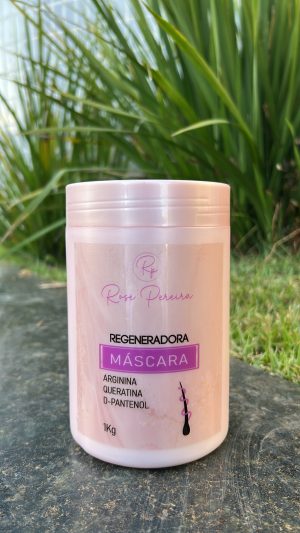 Rp
Rose Pereira
REGENERADORA
MÁSCARA
ARGININA
QUERATINA
D-PANTENOL
1Kg